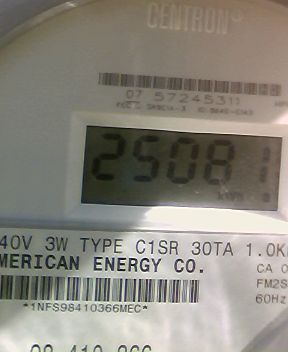 CENTRON®
07 57245311
25081
kWh
40V 3W TYPE C1SR 30TA 1.0K
MERICAN ENERGY CO.
CA 0
*1NFS98410366MEC*
FM2S
60Hz